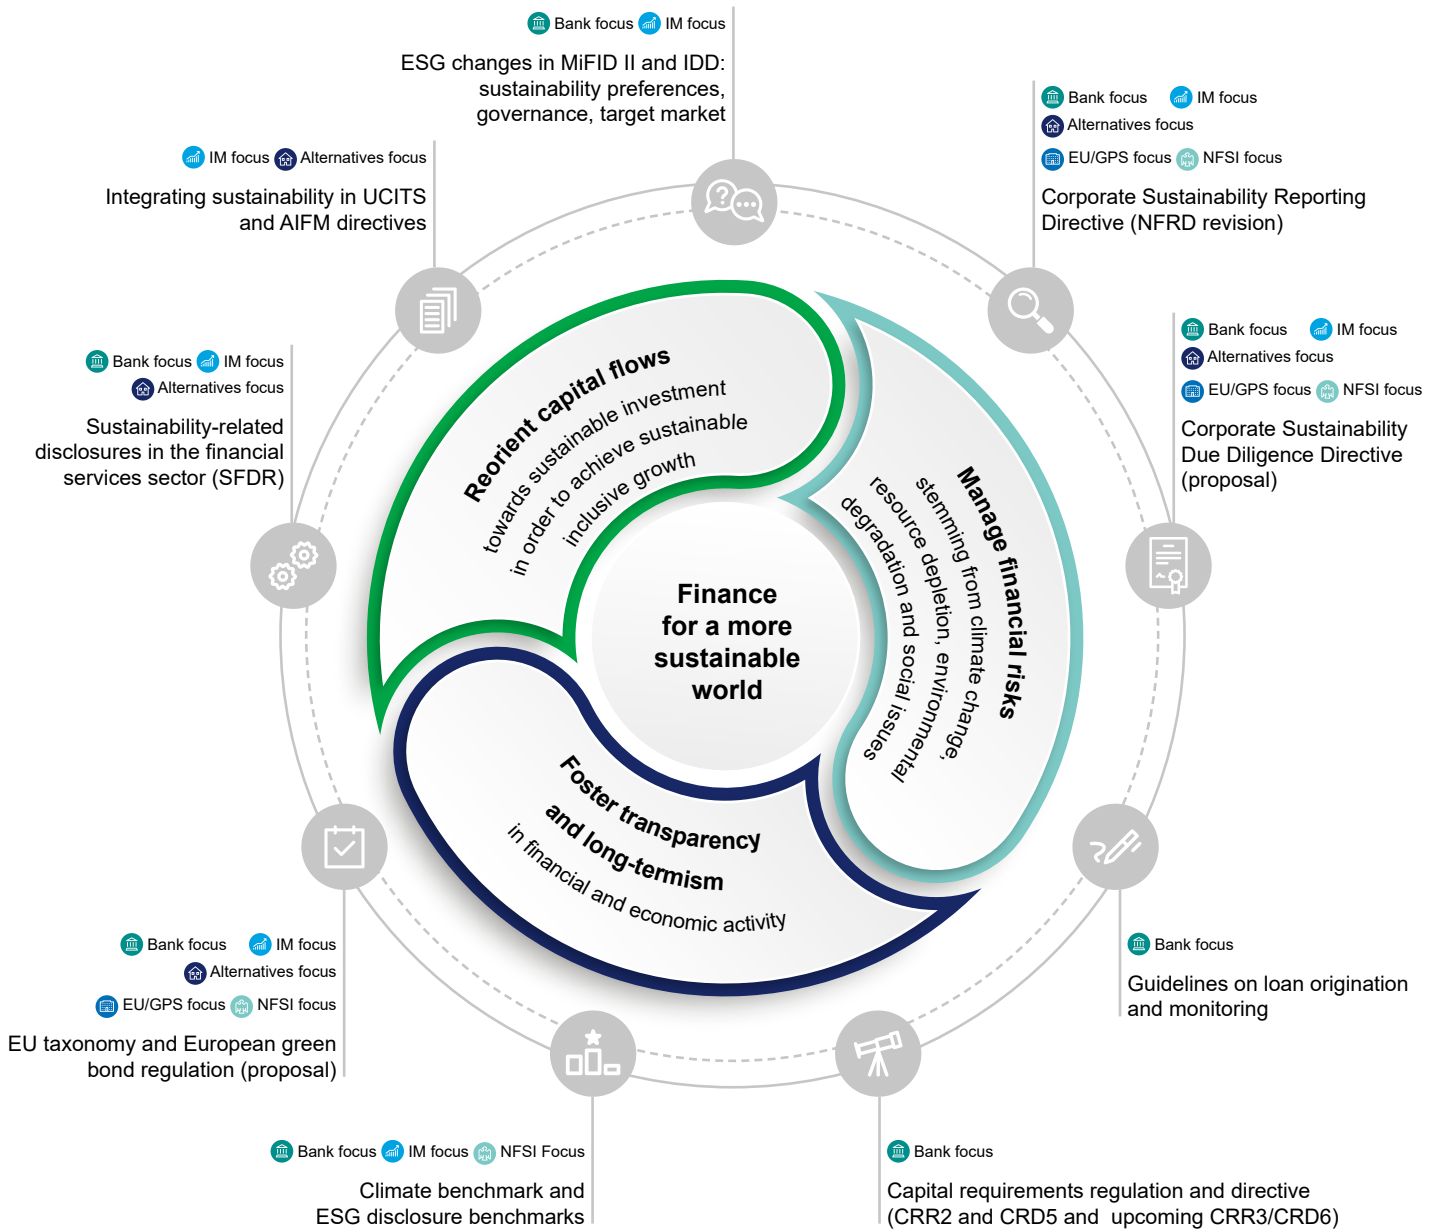 Bank focus IM focus
ESG changes in MiFID II and IDD:
sustainability preferences,
governance, target market
Bank focus IM focus
Alternatives focus
EU/GPS focus NFSI focus
Corporate Sustainability Reporting
Directive (NFRD revision)
IM focus Alternatives focus
Integrating sustainability in UCITS
and AIFM directives
Bank focus IM focus
Alternatives focus
EU/GPS focus NFSI focus
Corporate Sustainability
Due Diligence Directive
(proposal)
Bank focus IM focus
Alternatives focus
Sustainability-related
disclosures in the financial
services sector (SFDR)
Reorient capital flows
towards sustainable investment
in order to achieve sustainable
inclusive growth
Manage financial risks
stemming from climate change,
resource depletion, environmental
degradation and social issues
Finance
for a more
sustainable
world
Foster transparency
and long-termism
in financial and economic activity
Bank focus IM focus
Alternatives focus
EU/GPS focus NFSI focus
EU taxonomy and European green
bond regulation (proposal)
Bank focus
Guidelines on loan origination
and monitoring
Bank focus IM focus NFSI Focus
Climate benchmark and
ESG disclosure benchmarks
Bank focus
Capital requirements regulation and directive
(CRR2 and CRD5 and  upcoming CRR3/CRD6)